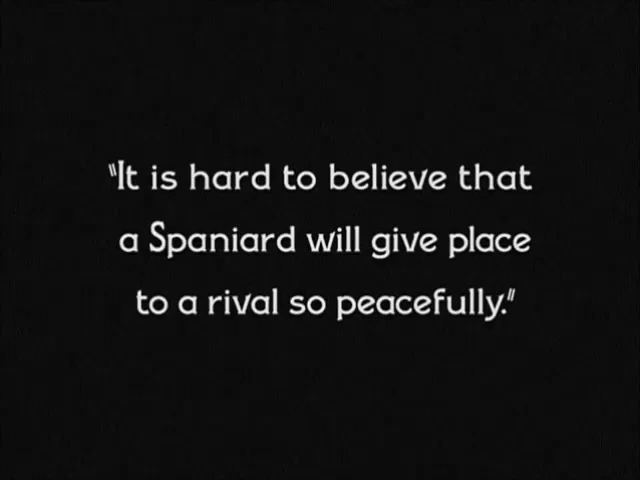 "It is hard to believe that
a Spaniard will give place
to a rival so peacefully."